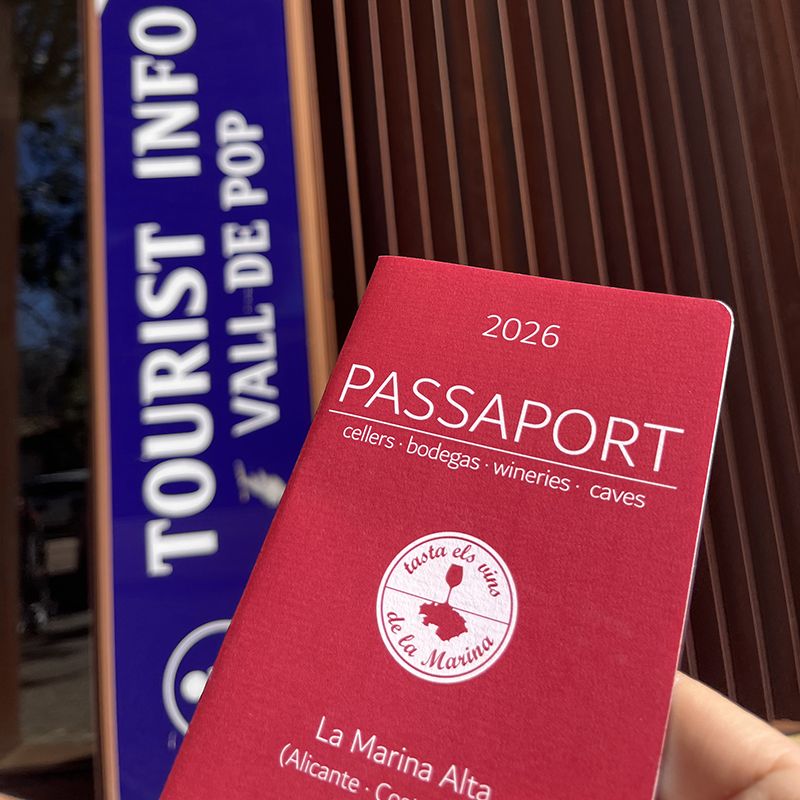 TOURIST INFO
VALL DE POP
2026
PASSAPORT
cellers · bodegas · wineries · caves
tasta els vins
de la Marina
La Marina Alta
(Alicante ·